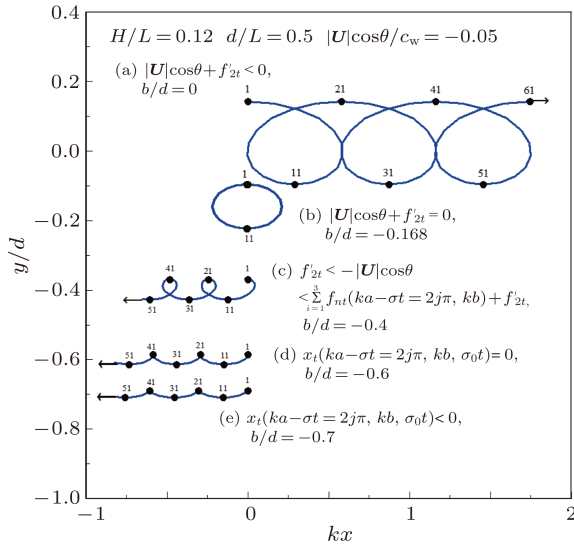 H/L=0.12 d/L=0.5 |U|cosθ/c_w=−0.05
(a) |U|cosθ+f′_{2t}<0,
b/d=0
1 21 41 61
11 31 51
1
11
(b) |U|cosθ+f′_{2t}=0,
b/d=−0.168
(c) f′_{2t}<−|U|cosθ
<∑_{i=1}^{3} f_{nt}(ka−σt=2jπ, kb)+f′_{2t},
b/d=−0.4
41 21 1
51 31 11
(d) x_t(ka−σt=2jπ, kb, σ_0t)=0,
b/d=−0.6
51 41 31 21 11 1
51 41 31 21 11 1
(e) x_t(ka−σt=2jπ, kb, σ_0t)<0,
b/d=−0.7
0.4
0.2
0.0
−0.2
−0.4
−0.6
−0.8
−1.0
y/d
−1 0 1 2
kx